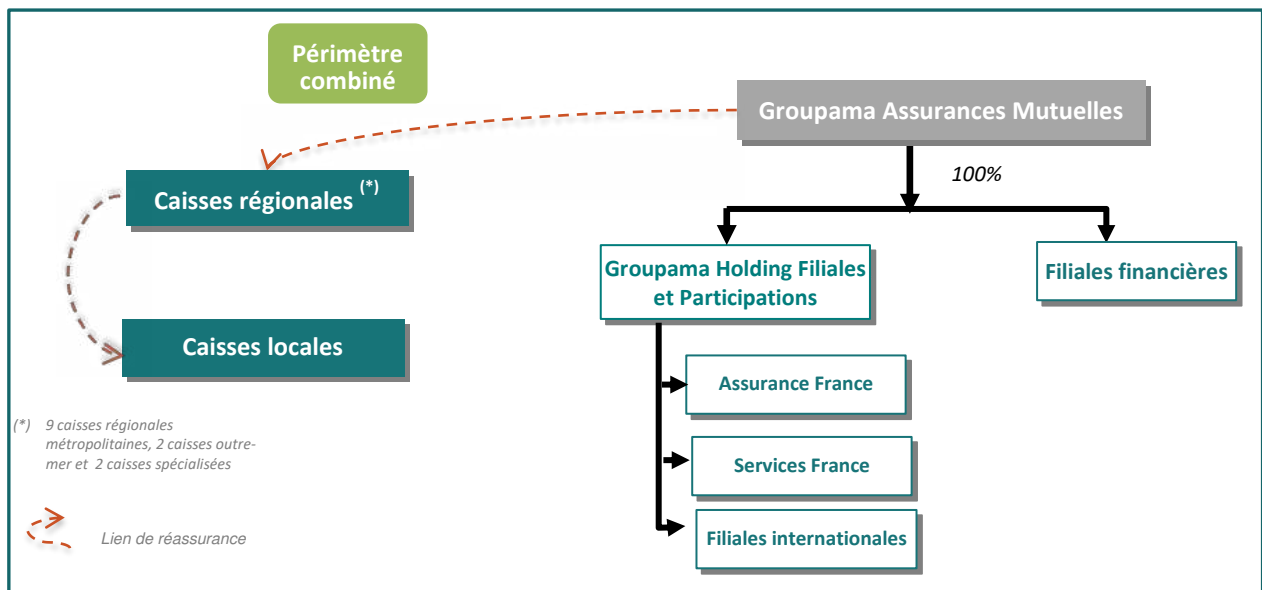 Périmètre
combiné
Groupama Assurances Mutuelles
100%
Caisses régionales (*)
Groupama Holding Filiales
et Participations
Filiales financières
Caisses locales
Assurance France
(*) 9 caisses régionales
métropolitaines, 2 caisses outre-
mer et 2 caisses spécialisées
Services France
Lien de réassurance
Filiales internationales